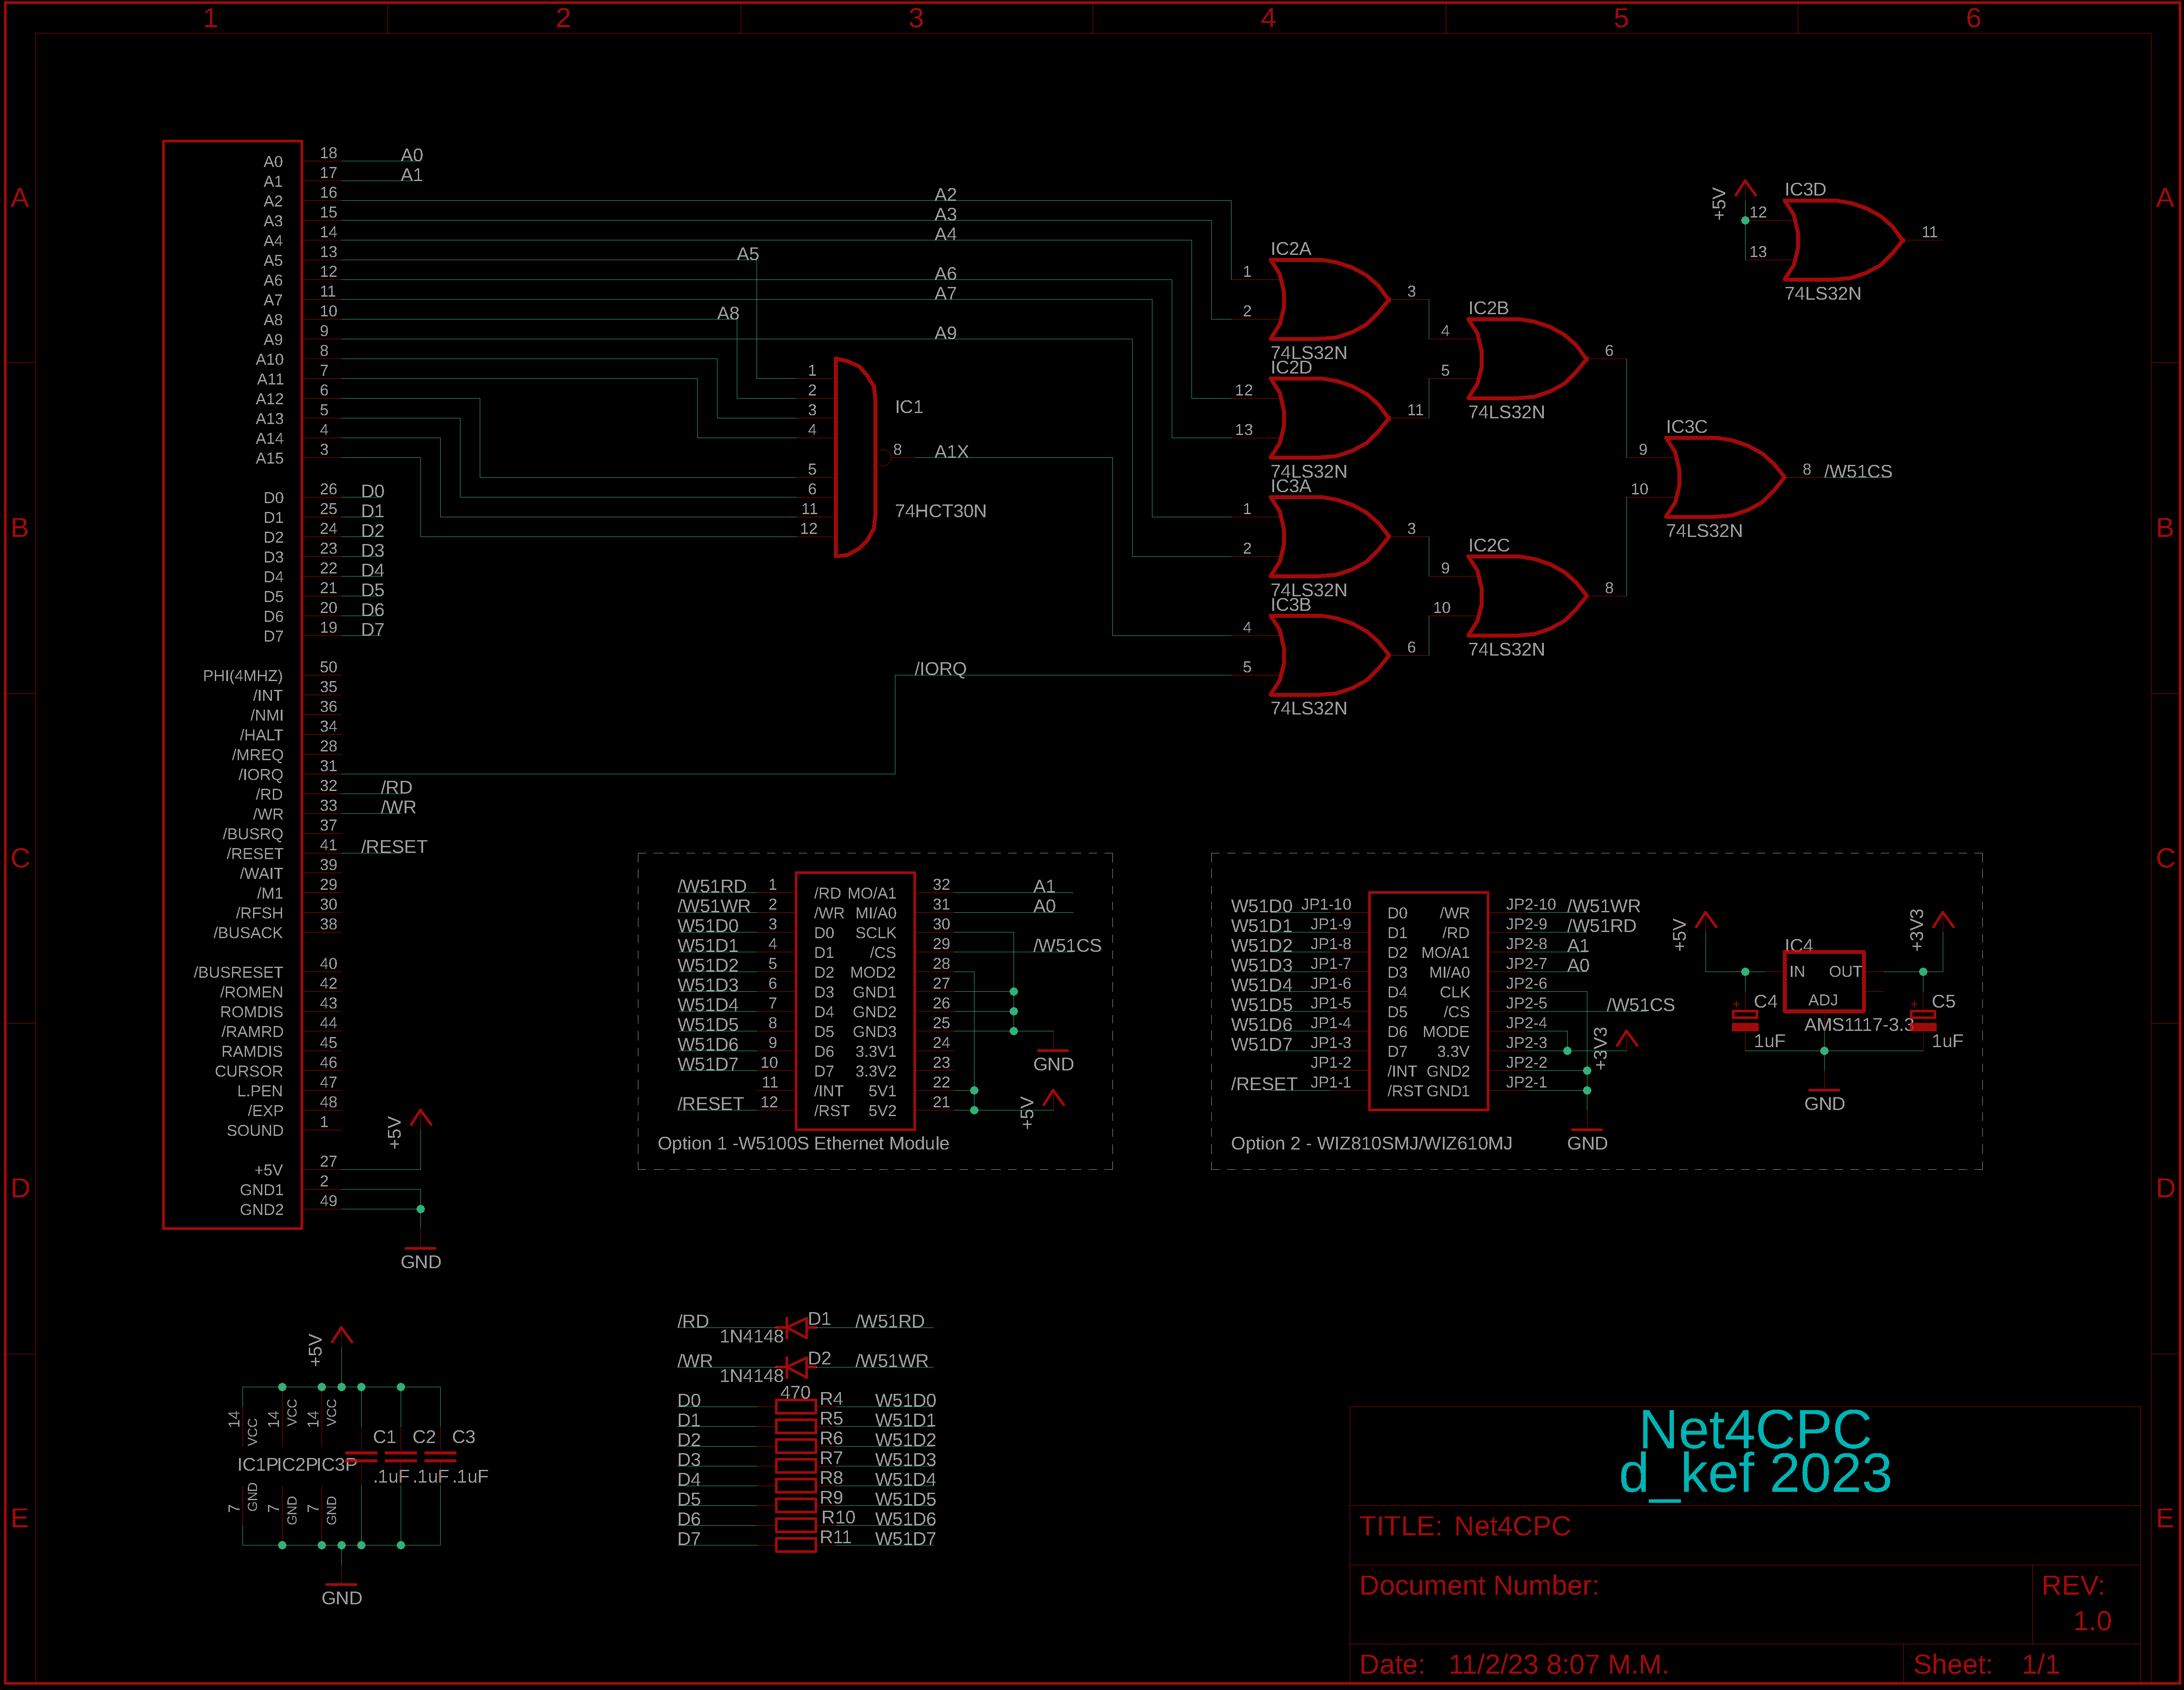 1 2 3 4 5 6
A A
B B
C C
D D
E E
A0 18 A0
A1 17 A1
A2 16 A2
A3 15 A3
A4 14 A4
A5 13 A5
A6 12 A6
A7 11 A7
A8 10 A8
A9 9 A9
A10 8
A11 7
A12 6
A13 5
A14 4
A15 3
D0 26 D0
D1 25 D1
D2 24 D2
D3 23 D3
D4 22 D4
D5 21 D5
D6 20 D6
D7 19 D7
PHI(4MHZ) 50
/INT 35
/NMI 36
/HALT 34
/MREQ 28
/IORQ 31
/RD 32 /RD
/WR 33 /WR
/BUSRQ 37
/RESET 41 /RESET
/WAIT 39
/M1 29
/RFSH 30
/BUSACK 38
/BUSRESET 40
/ROMEN 42
ROMDIS 43
/RAMRD 44
RAMDIS 45
CURSOR 46
L.PEN 47
/EXP 48
SOUND 1
+5V 27
GND1 2
GND2 49
+5V
GND
1
2
3
4
5
6
11
12
IC1
8 A1X
74HCT30N
/IORQ
IC2A
1
2
3
74LS32N
IC2D
12
13
11
74LS32N
IC3A
1
2
3
74LS32N
IC3B
4
5
6
74LS32N
IC2B
4
5
6
74LS32N
IC2C
9
10
8
74LS32N
IC3C
9
10
8 /W51CS
74LS32N
+5V
IC3D
12
13
11
74LS32N
/W51RD 1 /RD MO/A1 32 A1
/W51WR 2 /WR MI/A0 31 A0
W51D0 3 D0 SCLK 30
W51D1 4 D1 /CS 29 /W51CS
W51D2 5 D2 MOD2 28
W51D3 6 D3 GND1 27
W51D4 7 D4 GND2 26
W51D5 8 D5 GND3 25
W51D6 9 D6 3.3V1 24
W51D7 10 D7 3.3V2 23
11 /INT 5V1 22
/RESET 12 /RST 5V2 21
GND
+5V
Option 1 -W5100S Ethernet Module
W51D0 JP1-10 D0 /WR JP2-10 /W51WR
W51D1 JP1-9 D1 /RD JP2-9 /W51RD
W51D2 JP1-8 D2 MO/A1 JP2-8 A1
W51D3 JP1-7 D3 MI/A0 JP2-7 A0
W51D4 JP1-6 D4 CLK JP2-6
W51D5 JP1-5 D5 /CS JP2-5 /W51CS
W51D6 JP1-4 D6 MODE JP2-4
W51D7 JP1-3 D7 3.3V JP2-3
JP1-2 /INT GND2 JP2-2
/RESET JP1-1 /RST GND1 JP2-1
+3V3
GND
Option 2 - WIZ810SMJ/WIZ610MJ
+5V
+3V3
IC4
IN OUT
ADJ
AMS1117-3.3
+ C4
1uF
+ C5
1uF
GND
+5V
14 VCC 14 VCC 14 VCC
C1 C2 C3
IC1P IC2P IC3P
.1uF .1uF .1uF
7 GND 7 GND 7 GND
GND
/RD D1 /W51RD
1N4148
/WR D2 /W51WR
1N4148
470
D0 R4 W51D0
D1 R5 W51D1
D2 R6 W51D2
D3 R7 W51D3
D4 R8 W51D4
D5 R9 W51D5
D6 R10 W51D6
D7 R11 W51D7
Net4CPC
d_kef 2023
TITLE: Net4CPC
Document Number:
REV:
1.0
Date: 11/2/23 8:07 M.M.
Sheet: 1/1